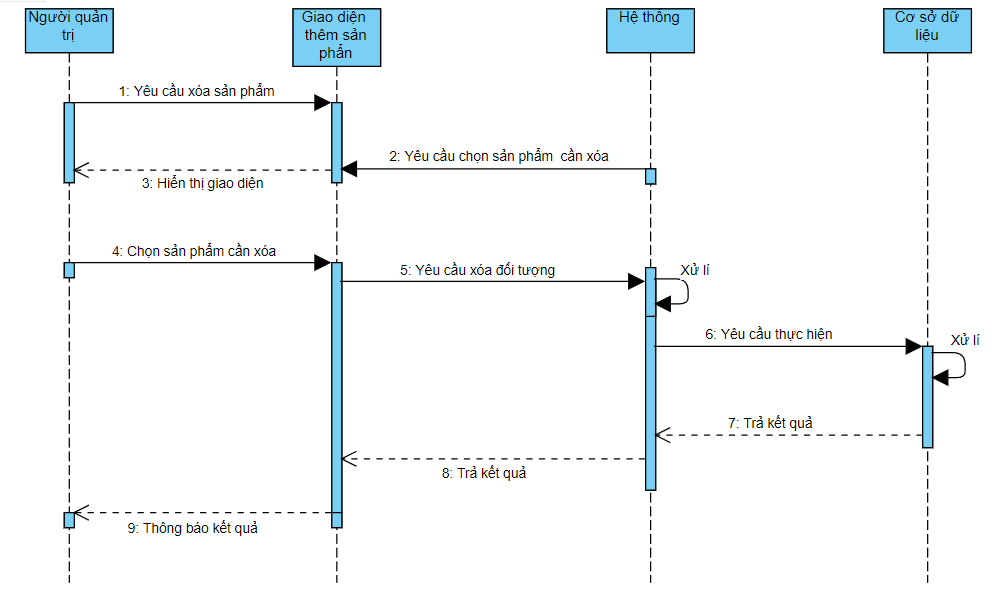 Người quản
trị
Giao diện
thêm sản
phẩn
Hệ thông
Cơ sở dữ
liệu
1: Yêu cầu xóa sản phẩm
2: Yêu cầu chọn sản phẩm  cần xóa
3: Hiển thị giao diện
4: Chọn sản phẩm cần xóa
5: Yêu cầu xóa đối tượng
Xử lí
6: Yêu cầu thực hiện
Xử lí
7: Trả kết quả
8: Trả kết quả
9: Thông báo kết quả